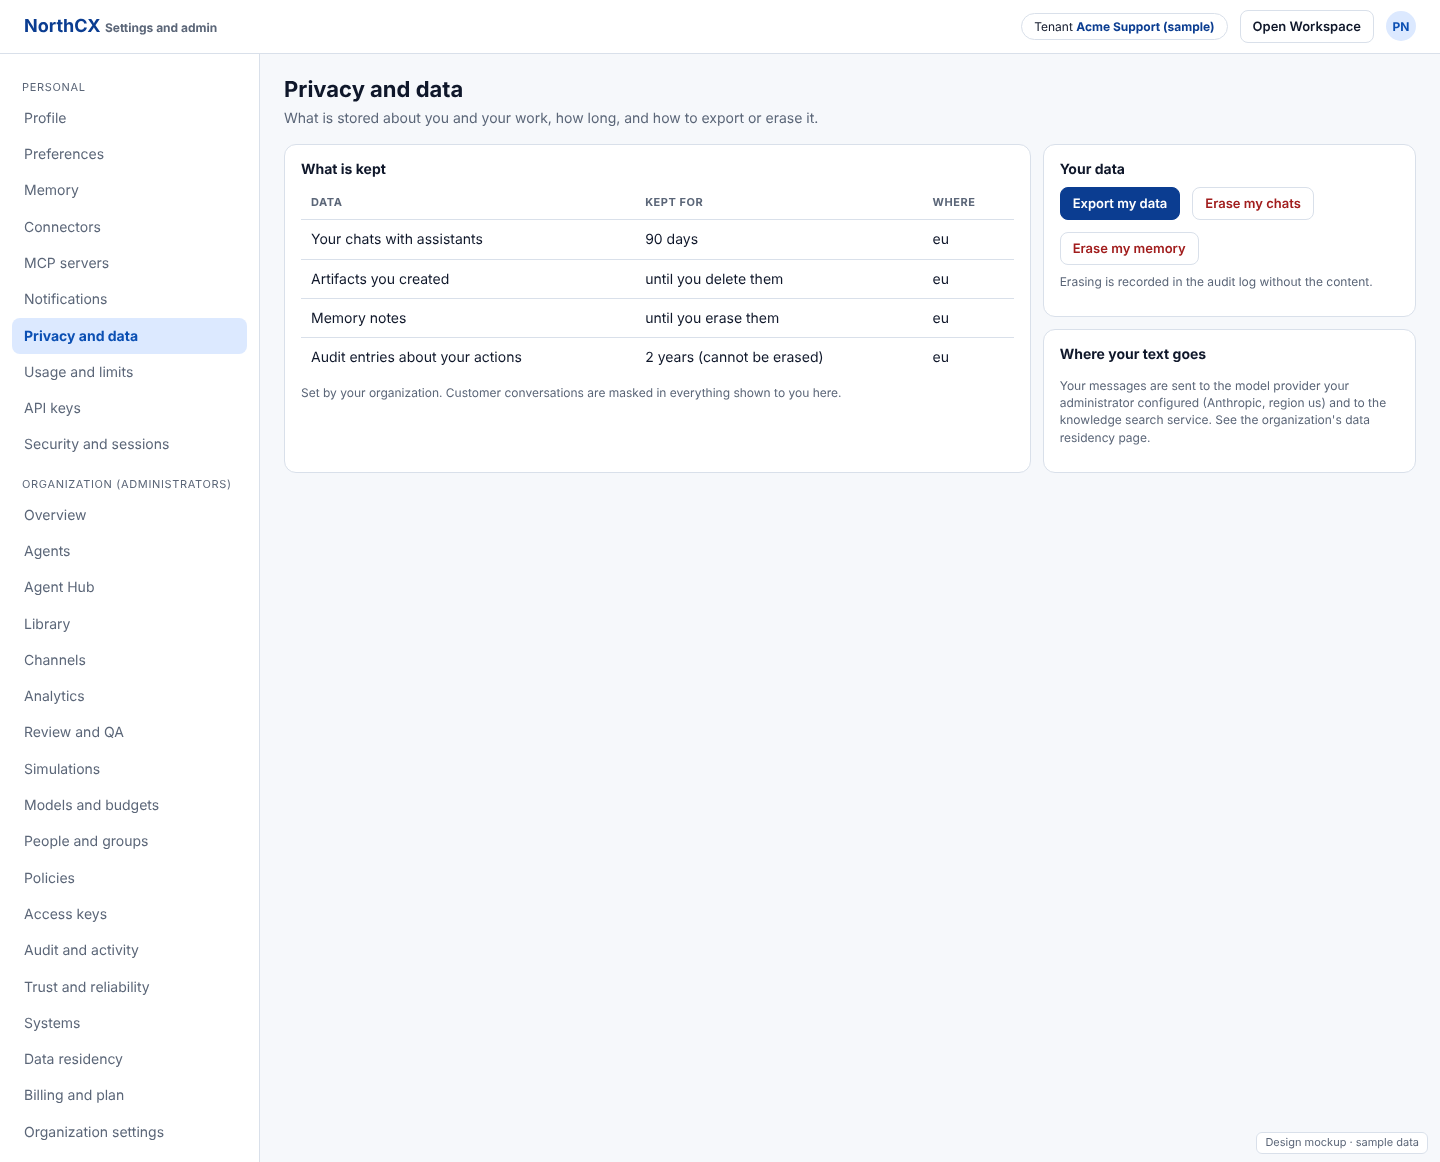 NorthCX Settings and admin
Tenant Acme Support (sample)
Open Workspace
PN
PERSONAL
Profile
Preferences
Memory
Connectors
MCP servers
Notifications
Privacy and data
Usage and limits
API keys
Security and sessions
ORGANIZATION (ADMINISTRATORS)
Overview
Agents
Agent Hub
Library
Channels
Analytics
Review and QA
Simulations
Models and budgets
People and groups
Policies
Access keys
Audit and activity
Trust and reliability
Systems
Data residency
Billing and plan
Organization settings
Privacy and data
What is stored about you and your work, how long, and how to export or erase it.
What is kept
DATA KEPT FOR WHERE
Your chats with assistants 90 days eu
Artifacts you created until you delete them eu
Memory notes until you erase them eu
Audit entries about your actions 2 years (cannot be erased) eu
Set by your organization. Customer conversations are masked in everything shown to you here.
Your data
Export my data Erase my chats
Erase my memory
Erasing is recorded in the audit log without the content.
Where your text goes
Your messages are sent to the model provider your
administrator configured (Anthropic, region us) and to the
knowledge search service. See the organization's data
residency page.
Design mockup · sample data